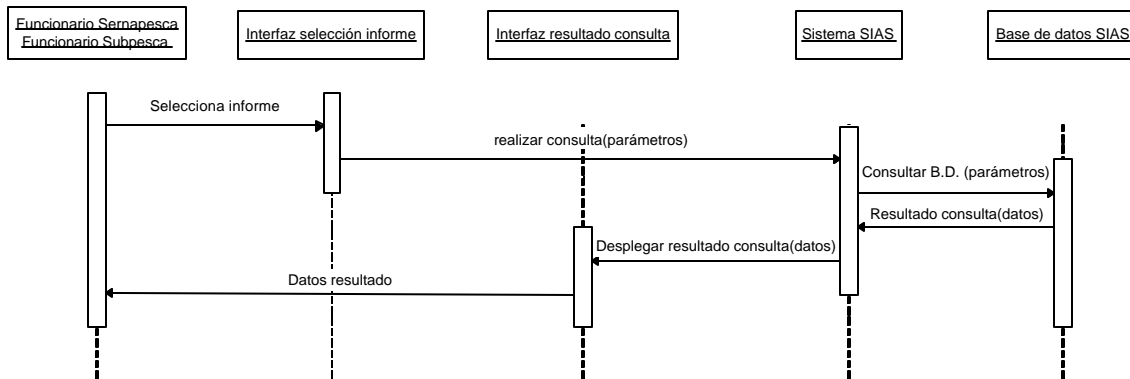 Funcionario Sernapesca
Funcionario Subpesca
Interfaz selección informe
Interfaz resultado consulta
Sistema SIAS
Base de datos SIAS
Selecciona informe
realizar consulta(parámetros)
Consultar B.D. (parámetros)
Resultado consulta(datos)
Desplegar resultado consulta(datos)
Datos resultado